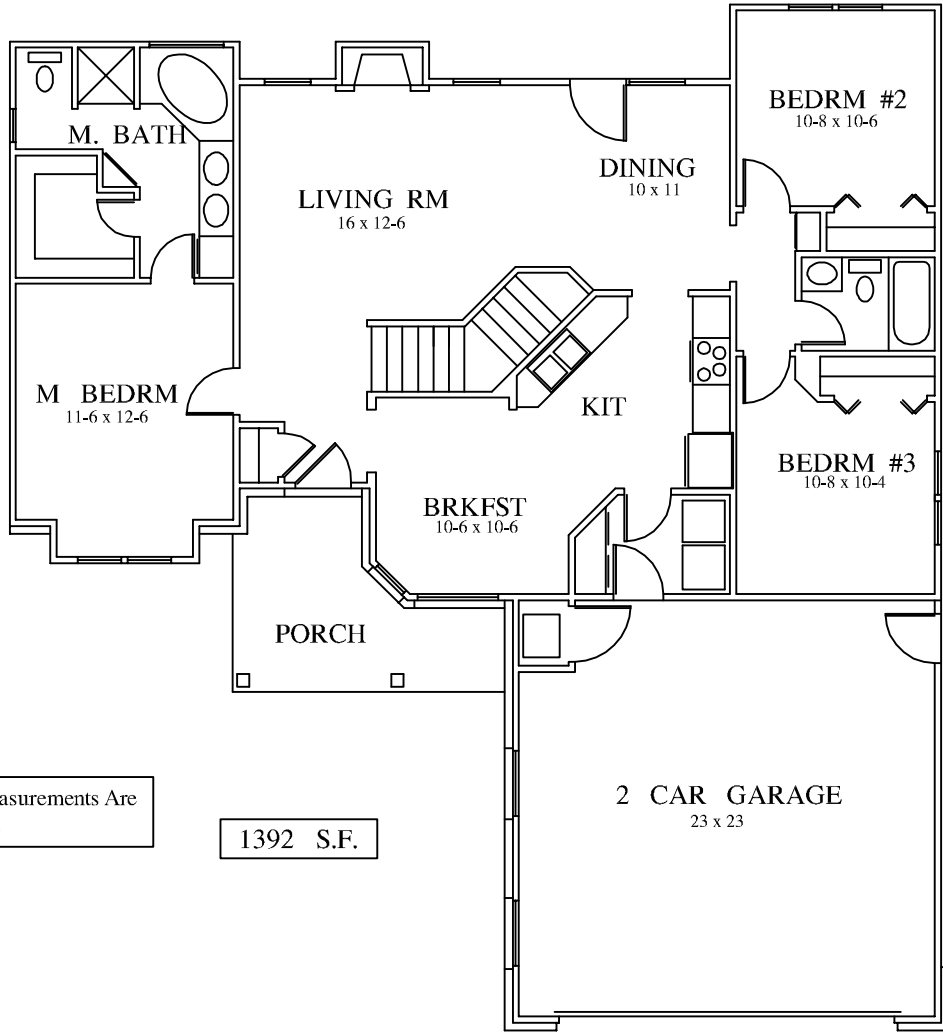 BEDRM #2
10-8 x 10-6
M. BATH
DINING
10 x 11
LIVING RM
16 x 12-6
M BEDRM
11-6 x 12-6
KIT
BEDRM #3
10-8 x 10-4
BRKFST
10-6 x 10-6
PORCH
2 CAR GARAGE
23 x 23
asurements Are
1392 S.F.